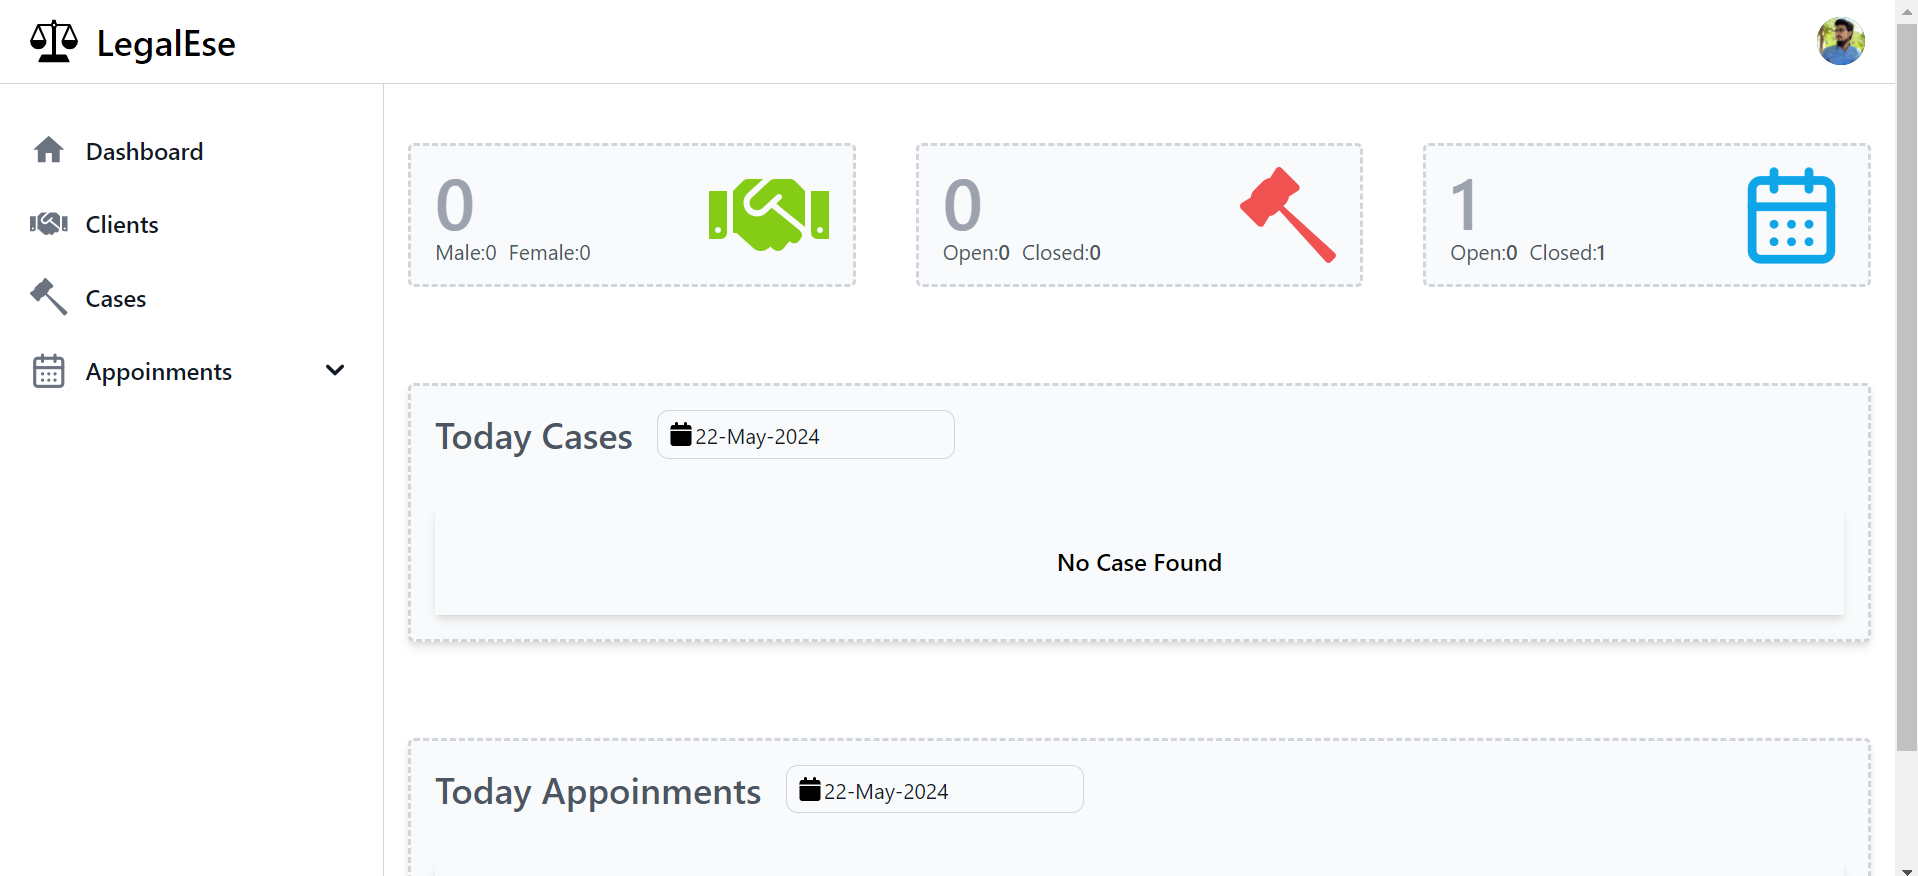 LegalEse
Dashboard
Clients
Cases
Appoinments
0
Male:0 Female:0
0
Open:0 Closed:0
1
Open:0 Closed:1
Today Cases
22-May-2024
No Case Found
Today Appoinments
22-May-2024